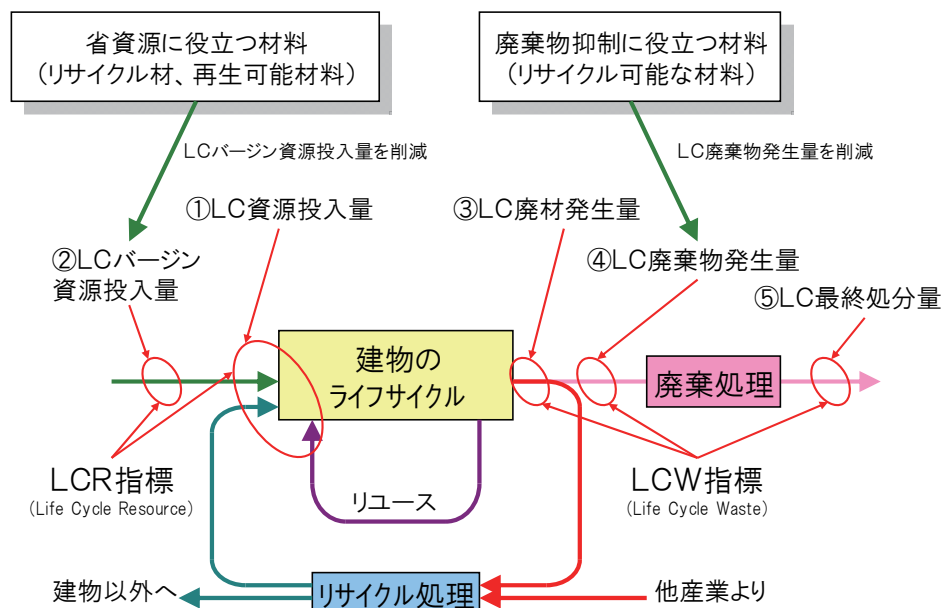 省資源に役立つ材料
（リサイクル材、再生可能材料）
廃棄物抑制に役立つ材料
（リサイクル可能な材料）
LCバージン資源投入量を削減
LC廃棄物発生量を削減
①LC資源投入量
③LC廃材発生量
②LCバージン
資源投入量
④LC廃棄物発生量
⑤LC最終処分量
建物の
ライフサイクル
廃棄処理
LCR指標
(Life Cycle Resource)
リユース
LCW指標
(Life Cycle Waste)
建物以外へ
リサイクル処理
他産業より